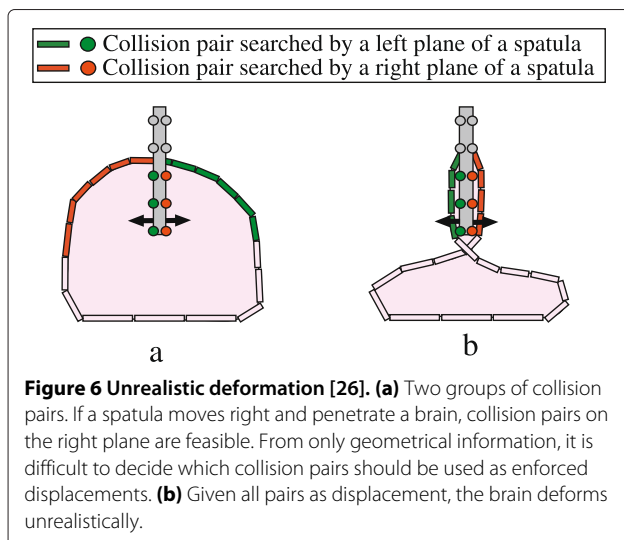 Collision pair searched by a left plane of a spatula
Collision pair searched by a right plane of a spatula
a
b
Figure 6 Unrealistic deformation [26]. (a) Two groups of collision
pairs. If a spatula moves right and penetrate a brain, collision pairs on
the right plane are feasible. From only geometrical information, it is
difficult to decide which collision pairs should be used as enforced
displacements. (b) Given all pairs as displacement, the brain deforms
unrealistically.